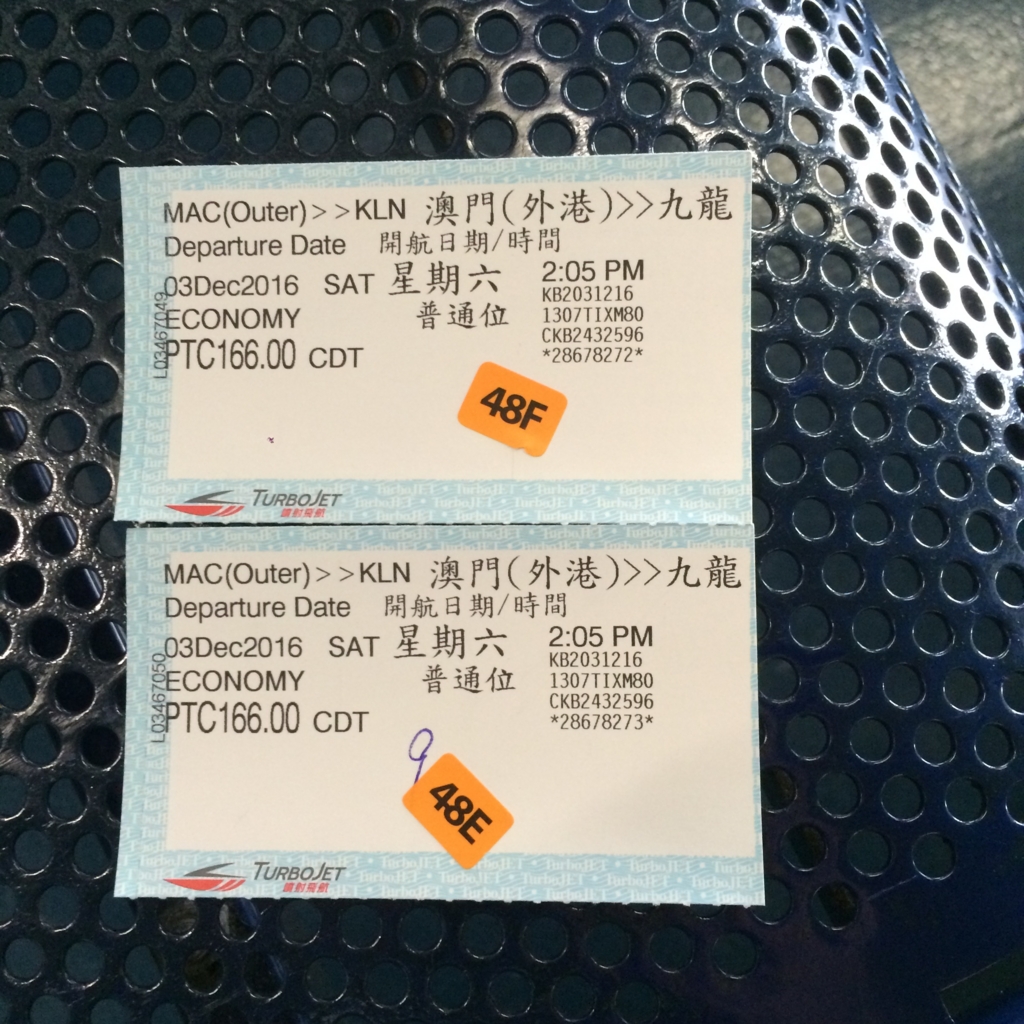 MAC(Outer)>>KLN 澳門(外港)>>九龍
Departure Date 開航日期/時間
03Dec2016 SAT 星期六 2:05 PM
KB2031216
ECONOMY 普通位 1307TIXM80
CKB2432596
PTC166.00 CDT *28678272*
L03467049
48F
TURBOJET
噴射飛航
MAC(Outer)>>KLN 澳門(外港)>>九龍
Departure Date 開航日期/時間
03Dec2016 SAT 星期六 2:05 PM
KB2031216
ECONOMY 普通位 1307TIXM80
CKB2432596
PTC166.00 CDT *28678273*
L03467050
9
48E
TURBOJET
噴射飛航